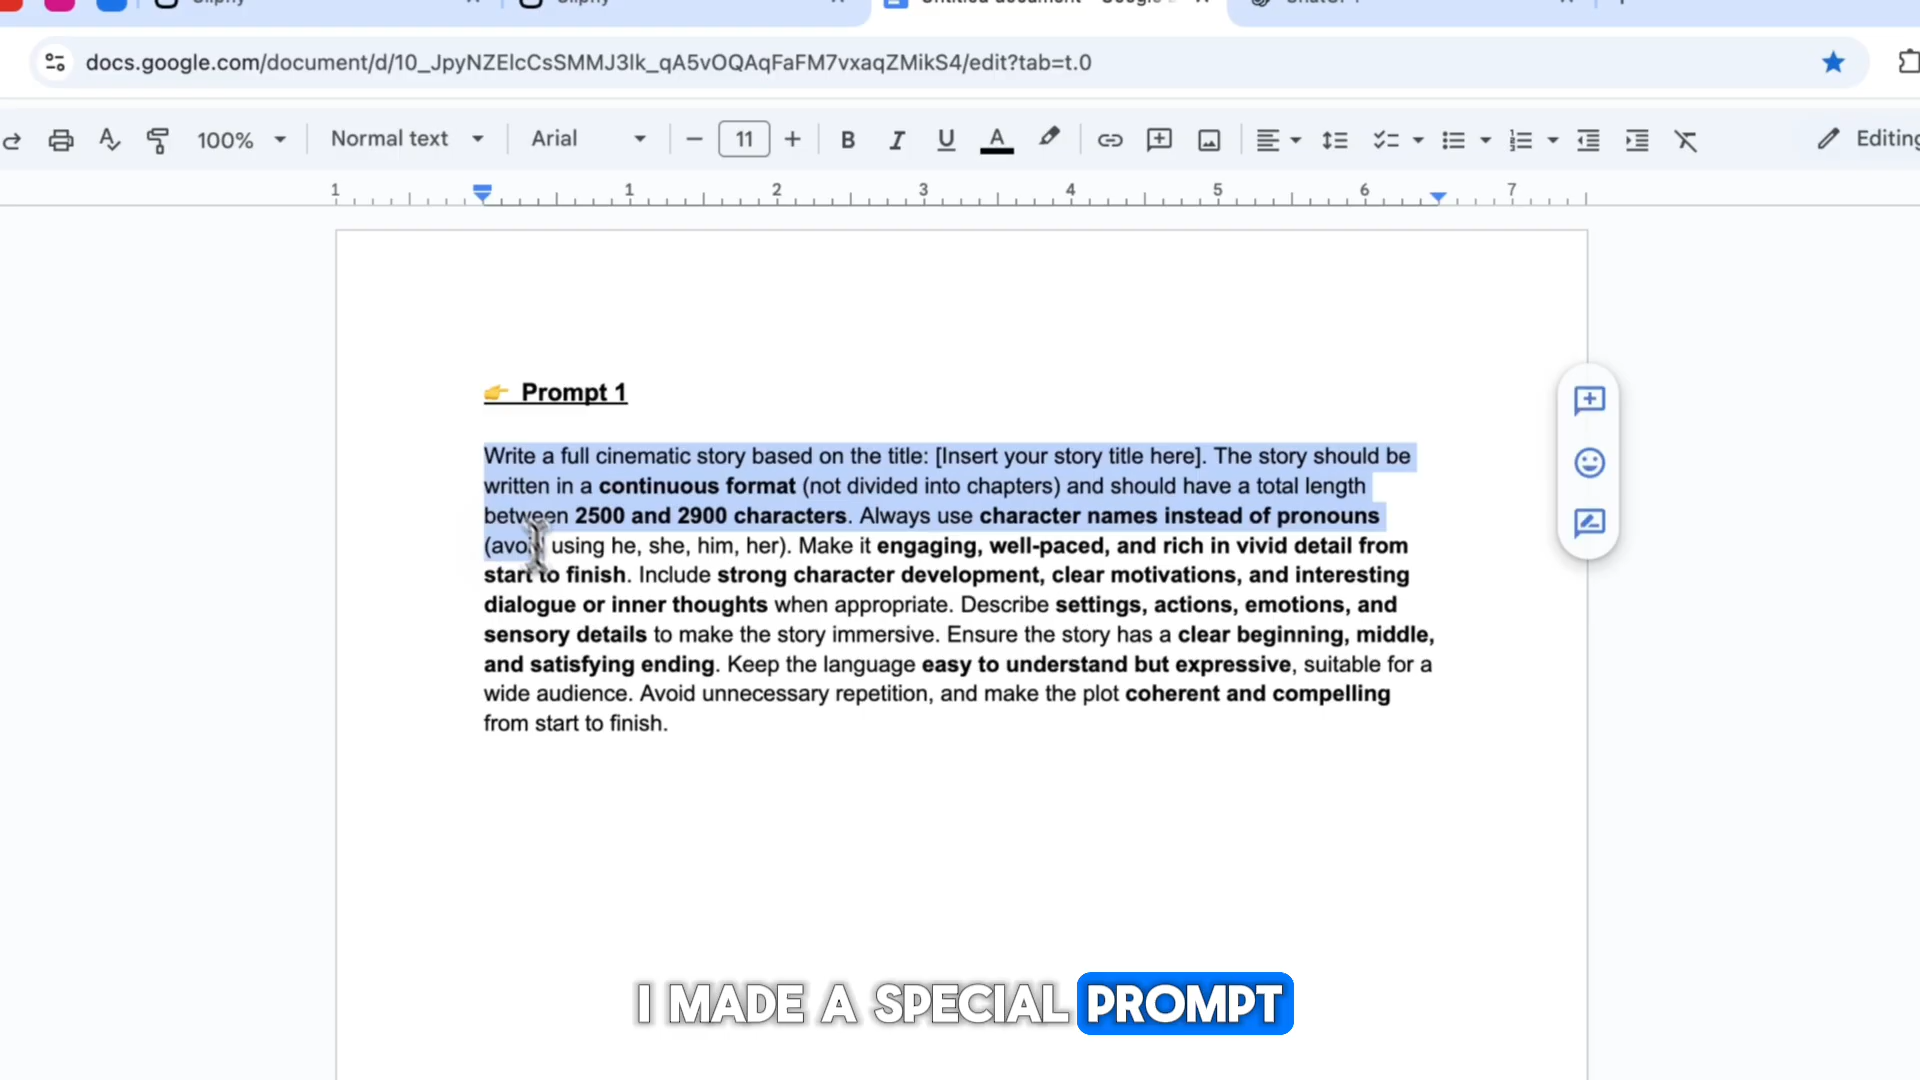 docs.google.com/document/d/10_JpyNZElcCsSMMJ3lk_qA5vOQAqFaFM7vxaqZMikS4/edit?tab=t.0
100% Normal text Arial 11 Editing
1 1 2 3 4 5 6 7
👉 Prompt 1
Write a full cinematic story based on the title: [Insert your story title here]. The story should be
written in a continuous format (not divided into chapters) and should have a total length
between 2500 and 2900 characters. Always use character names instead of pronouns
(avoid using he, she, him, her). Make it engaging, well-paced, and rich in vivid detail from
start to finish. Include strong character development, clear motivations, and interesting
dialogue or inner thoughts when appropriate. Describe settings, actions, emotions, and
sensory details to make the story immersive. Ensure the story has a clear beginning, middle,
and satisfying ending. Keep the language easy to understand but expressive, suitable for a
wide audience. Avoid unnecessary repetition, and make the plot coherent and compelling
from start to finish.
I MADE A SPECIAL PROMPT